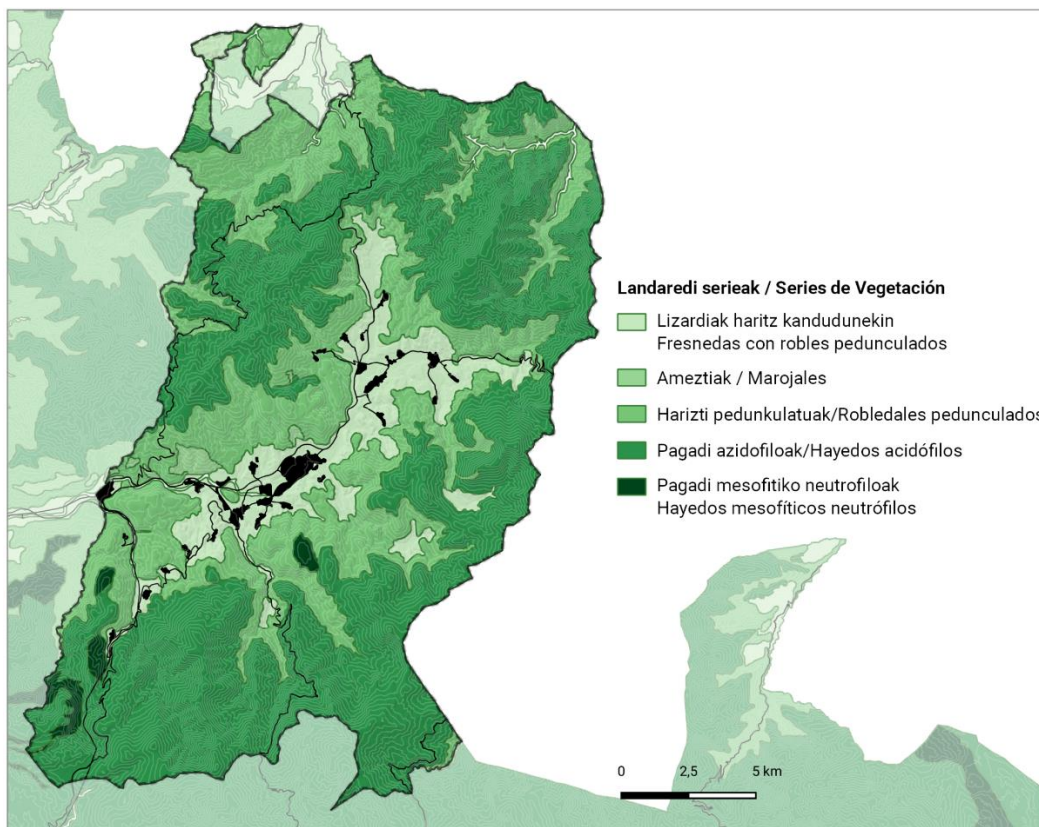 Landaredi serieak / Series de Vegetación
Lizardiak haritz kandudunekin
Fresnedas con robles pedunculados
Ameztiak / Marojales
Harizti pedunkulatuak/Robledales pedunculados
Pagadi azidofiloak/Hayedos acidófilos
Pagadi mesofitiko neutrofiloak
Hayedos mesofíticos neutrófilos
0 2,5 5 km